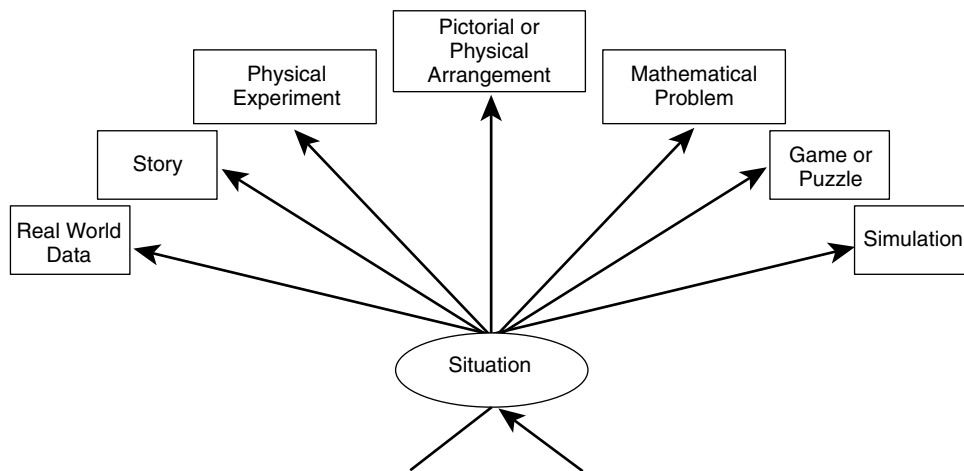 Pictorial or
Physical
Arrangement
Physical
Experiment
Mathematical
Problem
Story
Game or
Puzzle
Real World
Data
Simulation
Situation